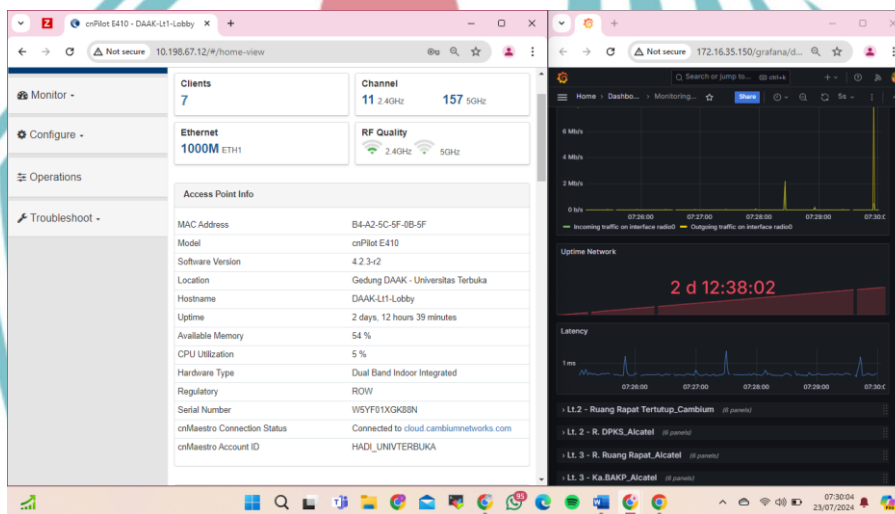 cnPilot E410 - DAAK-Lt1-Lobby
Not secure 10.198.67.12/#/home-view
Monitor
Configure
Operations
Troubleshoot
Clients
7
Channel
11 2.4GHz 157 5GHz
Ethernet
1000M ETH1
RF Quality
2.4GHz 5GHz
Access Point Info
MAC Address B4-A2-5C-5F-0B-5F
Model cnPilot E410
Software Version 4.2.3-r2
Location Gedung DAAK - Universitas Terbuka
Hostname DAAK-Lt1-Lobby
Uptime 2 days, 12 hours 39 minutes
Available Memory 54 %
CPU Utilization 5 %
Hardware Type Dual Band Indoor Integrated
Regulatory ROW
Serial Number W5YF01XGK88N
cnMaestro Connection Status Connected to cloud.cambiumnetworks.com
cnMaestro Account ID HADI_UNIVTERBUKA
Not secure 172.16.35.150/grafana/d...
Search or jump to... ctrl+k
Home › Dashbo... › Monitoring... Share 5s
6 Mb/s
4 Mb/s
2 Mb/s
0 b/s
07:26:00 07:27:00 07:28:00 07:29:00 07:30:0
Incoming traffic on interface radio0 Outgoing traffic on interface radio0
Uptime Network
2 d 12:38:02
Latency
1 ms
07:26:00 07:27:00 07:28:00 07:29:00 07:30:0
› Lt.2 - Ruang Rapat Tertutup_Cambium (6 panels)
› Lt. 2 - R. DPKS_Alcatel (6 panels)
› Lt. 3 - R. Ruang Rapat_Alcatel (6 panels)
› Lt. 3 - Ka.BAKP_Alcatel (6 panels)
95
07:30:04
23/07/2024